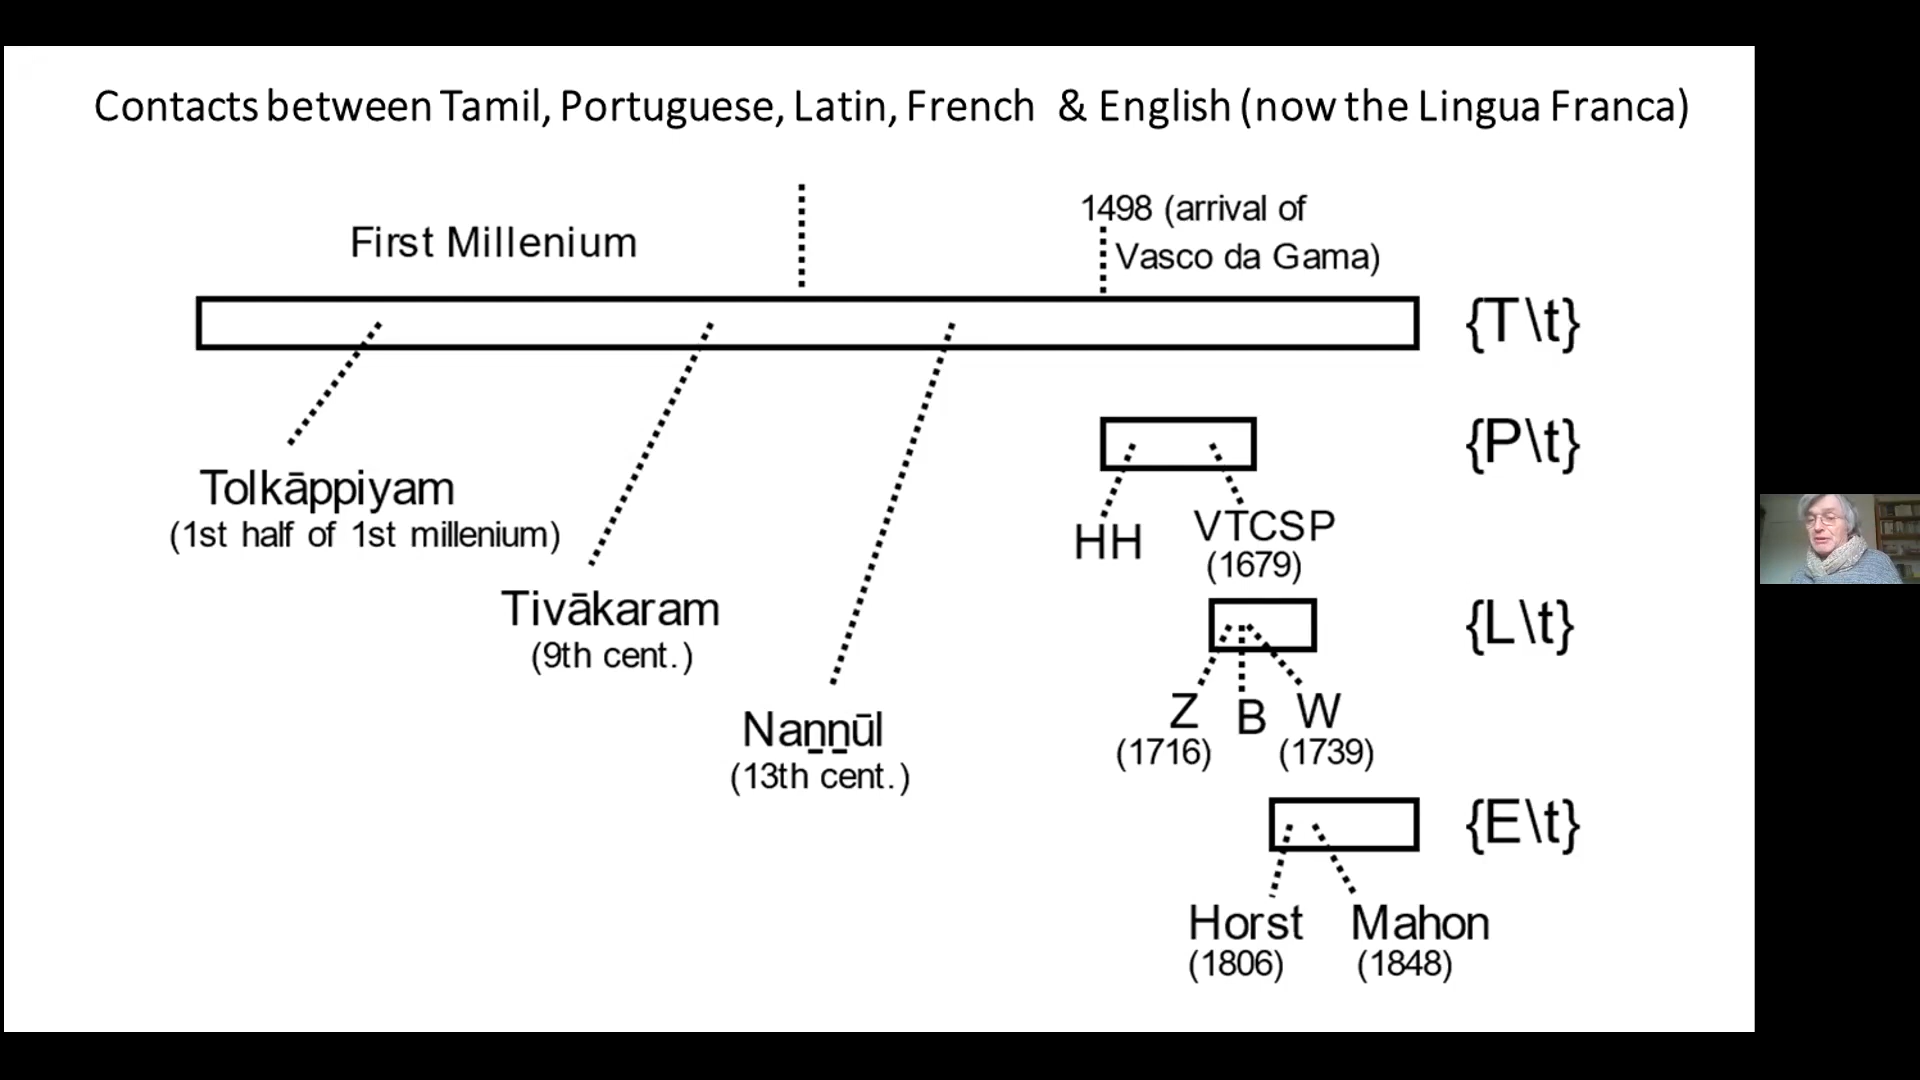 Contacts between Tamil, Portuguese, Latin, French & English (now the Lingua Franca)
First Millenium
1498 (arrival of
Vasco da Gama)
{T\t}
{P\t}
Tolkāppiyam
(1st half of 1st millenium)
HH
VTCSP
(1679)
Tivākaram
(9th cent.)
{L\t}
Z
B
W
(1716)
(1739)
Naṉṉūl
(13th cent.)
{E\t}
Horst
(1806)
Mahon
(1848)